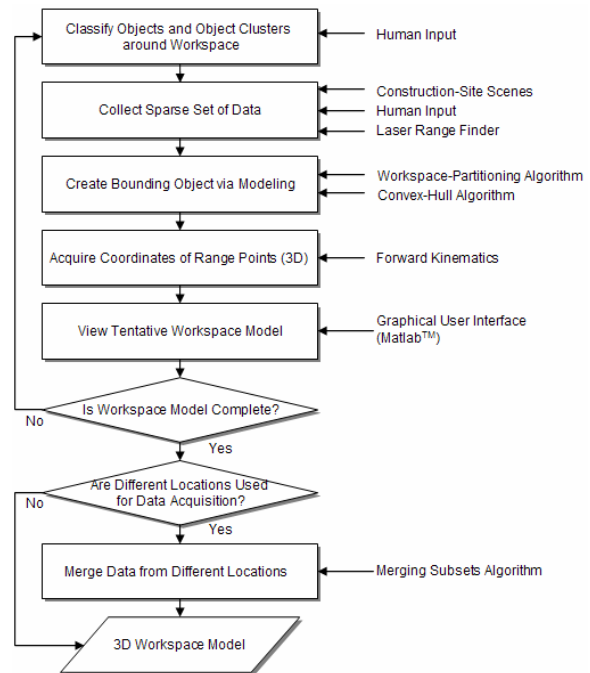 Classify Objects and Object Clusters
around Workspace
Human Input
Collect Sparse Set of Data
Construction-Site Scenes
Human Input
Laser Range Finder
Create Bounding Object via Modeling
Workspace-Partitioning Algorithm
Convex-Hull Algorithm
Acquire Coordinates of Range Points (3D)
Forward Kinematics
View Tentative Workspace Model
Graphical User Interface
(Matlab™)
Is Workspace Model Complete?
No
Yes
Are Different Locations Used
for Data Acquisition?
No
Yes
Merge Data from Different Locations
Merging Subsets Algorithm
3D Workspace Model